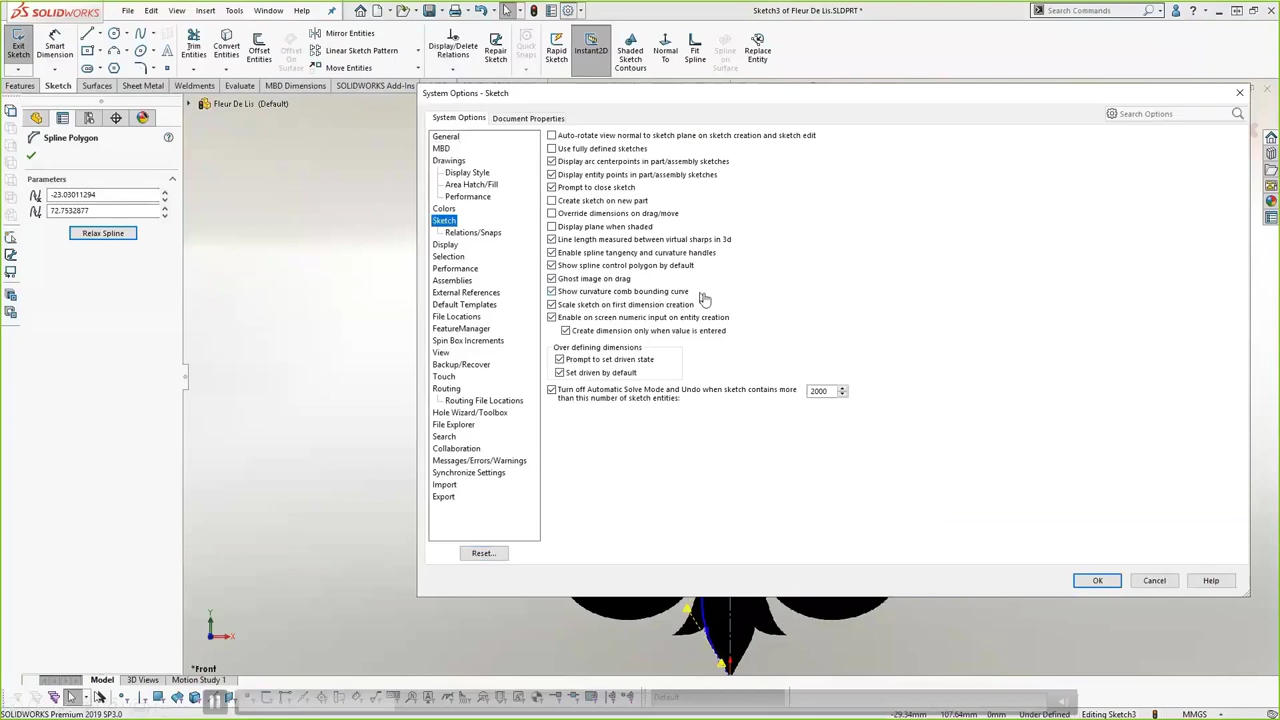 SOLIDWORKS
File
Edit
View
Insert
Tools
Window
Help
Sketch3 of Fleur De Lis.SLDPRT *
Search Commands
Exit Sketch
Smart Dimension
Trim Entities
Convert Entities
Offset Entities
Offset On Surface
Mirror Entities
Linear Sketch Pattern
Move Entities
Display/Delete Relations
Repair Sketch
Quick Snaps
Rapid Sketch
Instant2D
Shaded Sketch Contours
Normal To
Fit Spline
Spline on Surface
Replace Entity
Features
Sketch
Surfaces
Sheet Metal
Weldments
Evaluate
MBD Dimensions
SOLIDWORKS Add-Ins
Fleur De Lis (Default)
Spline Polygon
Parameters
-23.03011294
72.7532877
Relax Spline
System Options - Sketch
System Options
Document Properties
Search Options
General
MBD
Drawings
Display Style
Area Hatch/Fill
Performance
Colors
Sketch
Relations/Snaps
Display
Selection
Performance
Assemblies
External References
Default Templates
File Locations
FeatureManager
Spin Box Increments
View
Backup/Recover
Touch
Routing
Routing File Locations
Hole Wizard/Toolbox
File Explorer
Search
Collaboration
Messages/Errors/Warnings
Synchronize Settings
Import
Export
Reset...
Auto-rotate view normal to sketch plane on sketch creation and sketch edit
Use fully defined sketches
Display arc centerpoints in part/assembly sketches
Display entity points in part/assembly sketches
Prompt to close sketch
Create sketch on new part
Override dimensions on drag/move
Display plane when shaded
Line length measured between virtual sharps in 3d
Enable spline tangency and curvature handles
Show spline control polygon by default
Ghost image on drag
Show curvature comb bounding curve
Scale sketch on first dimension creation
Enable on screen numeric input on entity creation
Create dimension only when value is entered
Over defining dimensions
Prompt to set driven state
Set driven by default
Turn off Automatic Solve Mode and Undo when sketch contains more
than this number of sketch entities:
2000
OK
Cancel
Help
Y
X
*Front
Model
3D Views
Motion Study 1
Default
SOLIDWORKS Premium 2019 SP3.0
-29.34mm
107.64mm
0mm
Under Defined
Editing Sketch3
MMGS